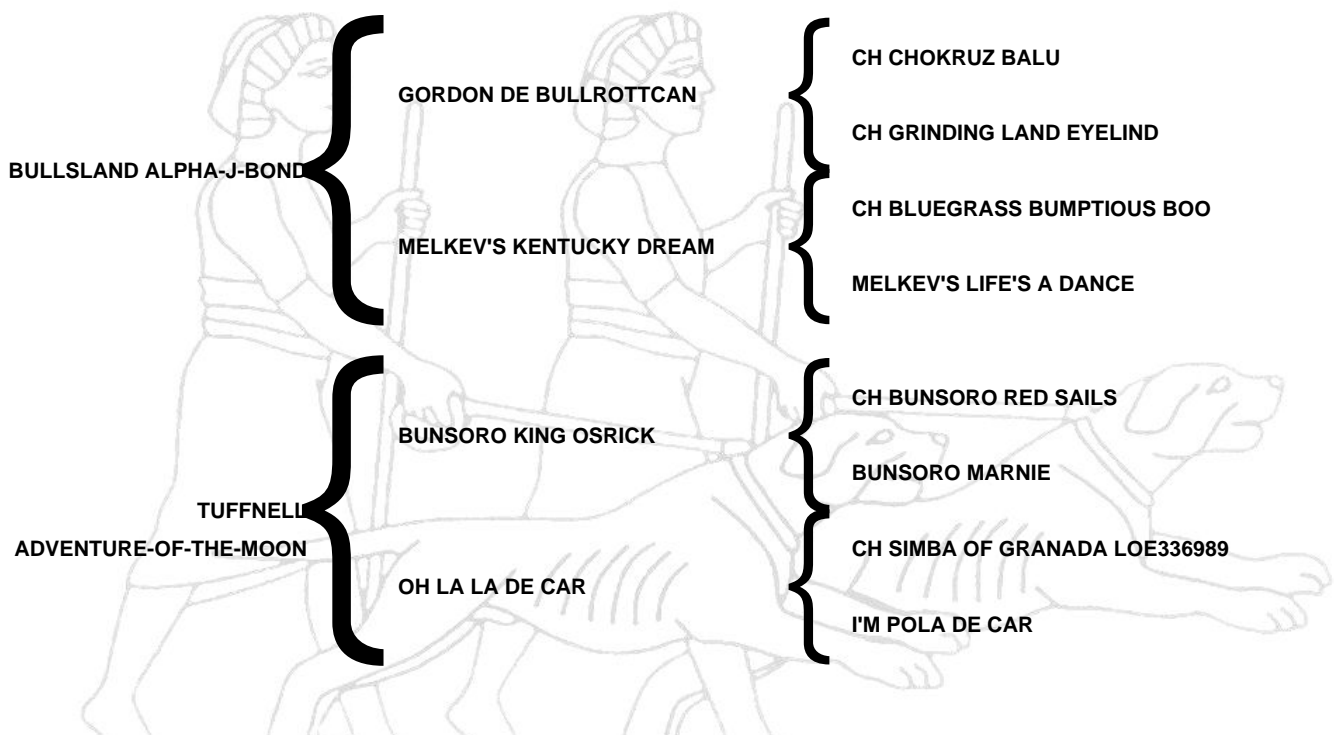 BULLSLAND ALPHA-J-BOND
GORDON DE BULLROTTCAN
CH CHOKRUZ BALU
CH GRINDING LAND EYELIND
MELKEV'S KENTUCKY DREAM
CH BLUEGRASS BUMPTIOUS BOO
MELKEV'S LIFE'S A DANCE
TUFFNELL
ADVENTURE-OF-THE-MOON
BUNSORO KING OSRICK
CH BUNSORO RED SAILS
BUNSORO MARNIE
OH LA LA DE CAR
CH SIMBA OF GRANADA LOE336989
I'M POLA DE CAR